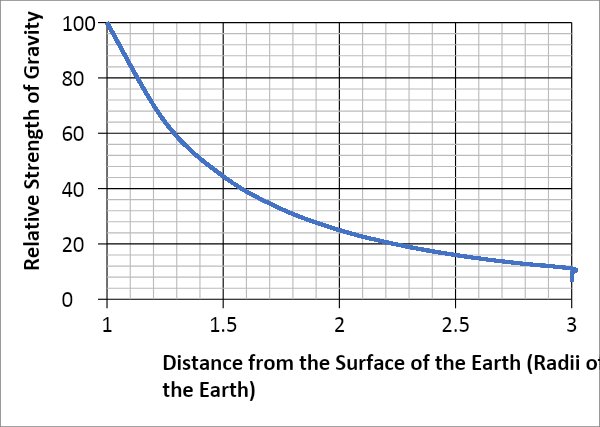 Relative Strength of Gravity
100
80
60
40
20
0
1 1.5 2 2.5 3
Distance from the Surface of the Earth (Radii of
the Earth)